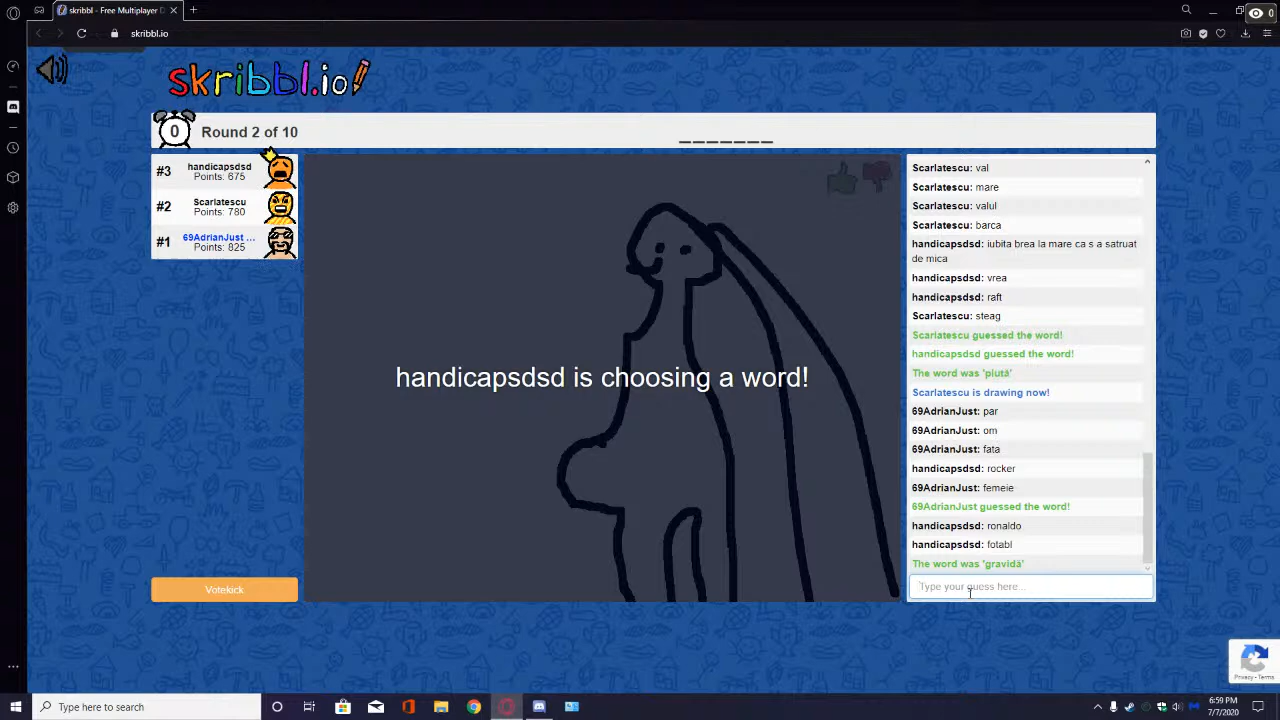 skribbl - Free Multiplayer D
0
skribbl.io
skribbl.io
0
Round 2 of 10
_______
#3
handicapsdsd
Points: 675
#2
Scarlatescu
Points: 780
#1
69AdrianJust ...
Points: 825
handicapsdsd is choosing a word!
Scarlatescu: val
Scarlatescu: mare
Scarlatescu: valul
Scarlatescu: barca
handicapsdsd: iubita brea la mare ca s a satruat
de mica
handicapsdsd: vrea
handicapsdsd: raft
Scarlatescu: steag
Scarlatescu guessed the word!
handicapsdsd guessed the word!
The word was 'plută'
Scarlatescu is drawing now!
69AdrianJust: par
69AdrianJust: om
69AdrianJust: fata
handicapsdsd: rocker
69AdrianJust: femeie
69AdrianJust guessed the word!
handicapsdsd: ronaldo
handicapsdsd: fotabl
The word was 'gravidă'
Type your guess here...
Votekick
Privacy - Terms
Type here to search
6:59 PM
7/7/2020